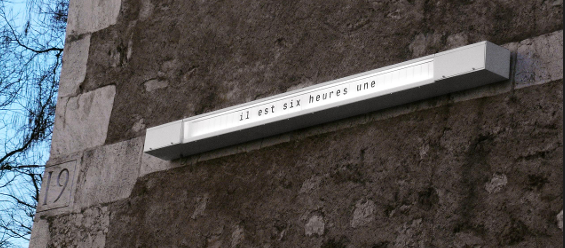 il est six heures une
19